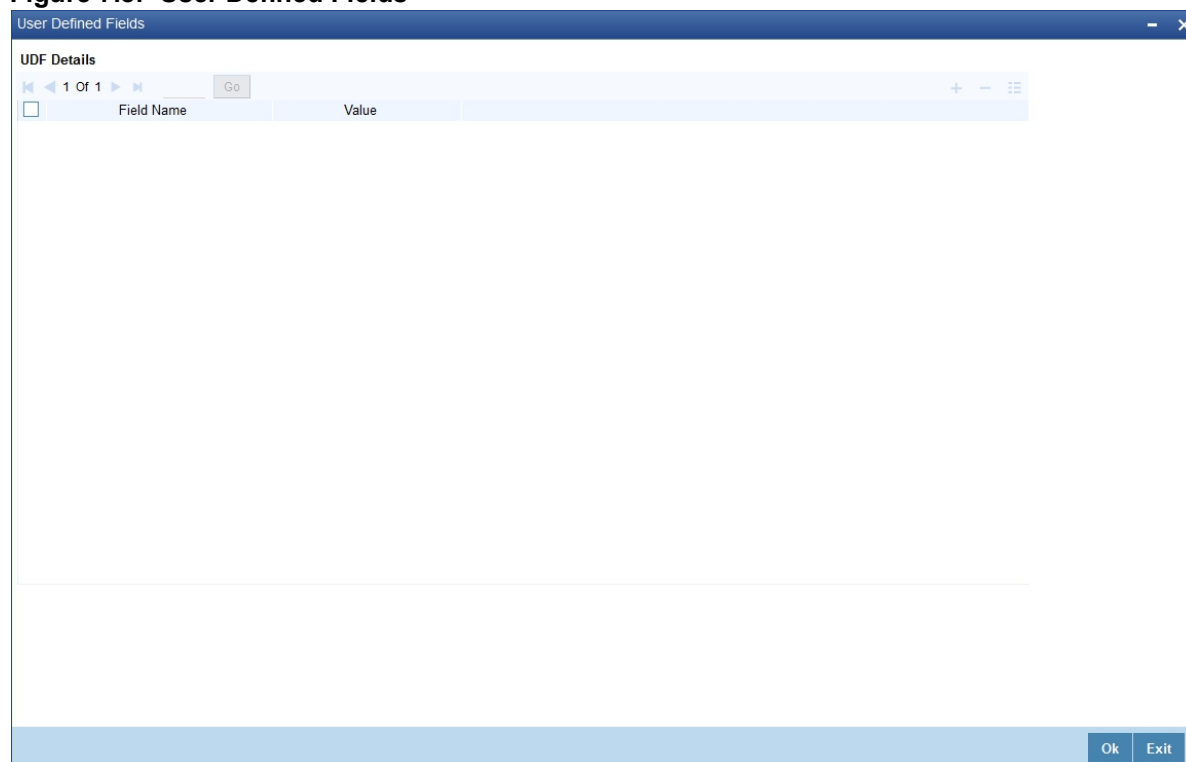 User Defined Fields
UDF Details
1 Of 1 Go
Field Name Value
Ok Exit